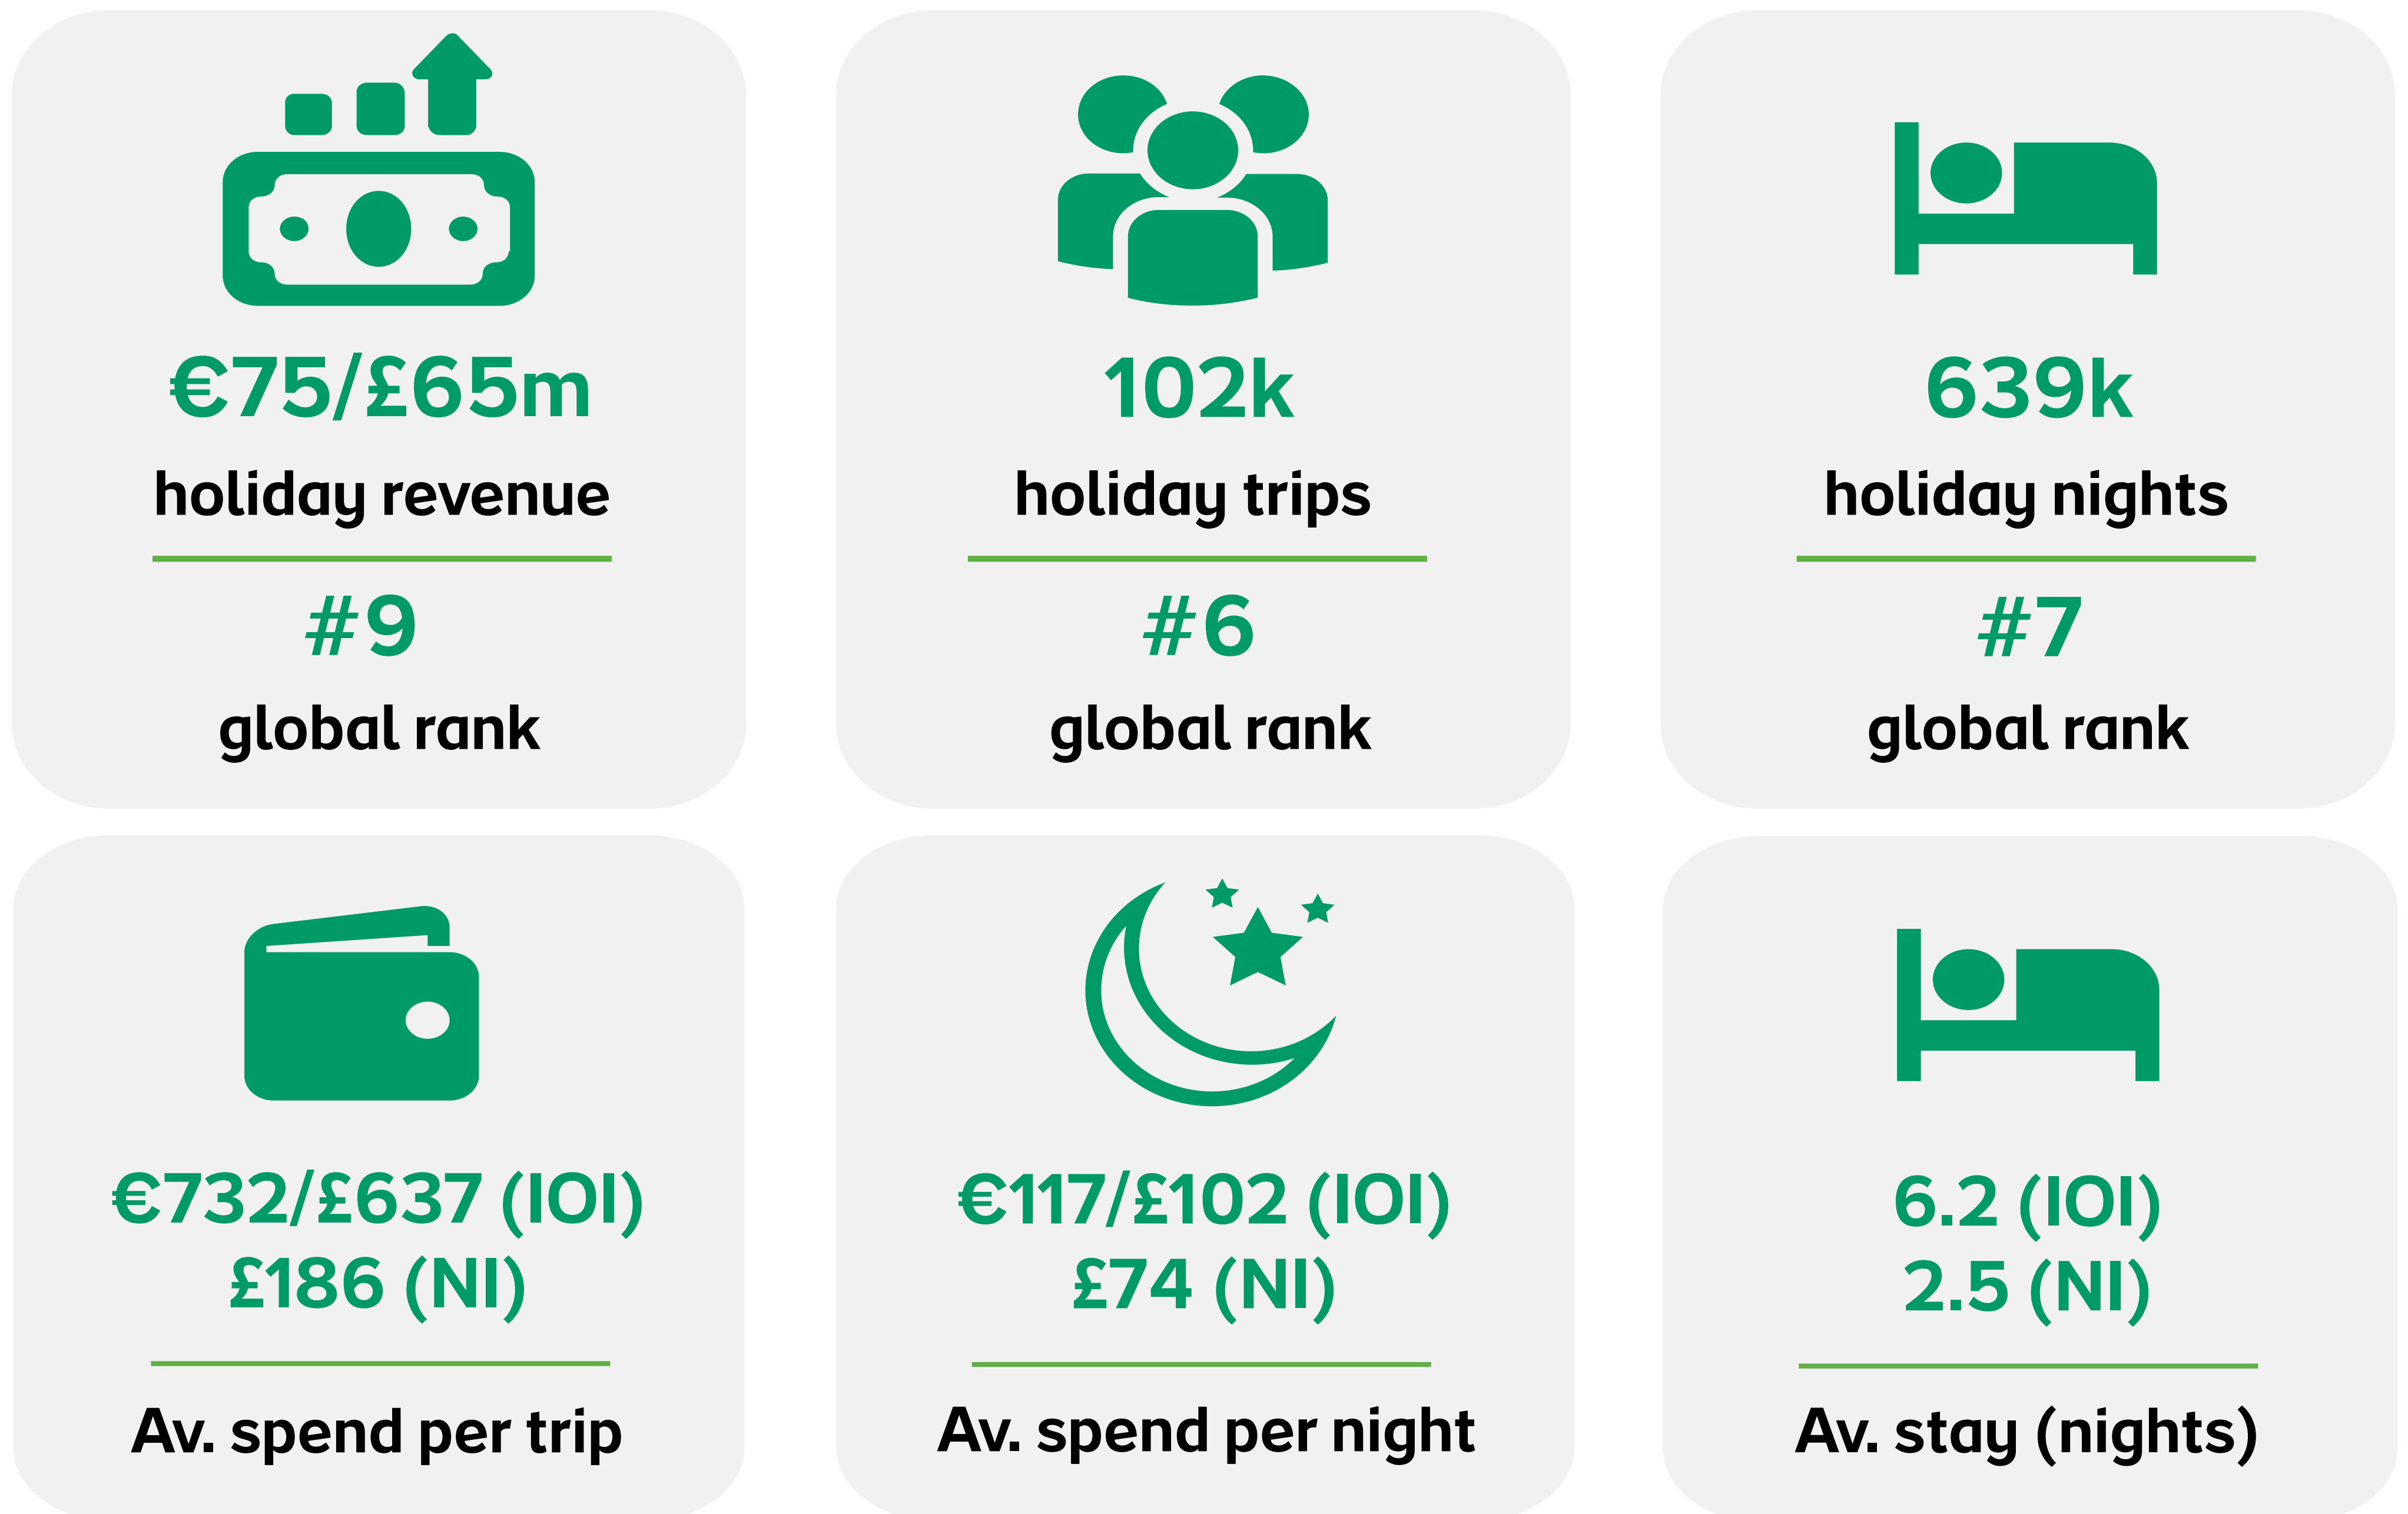 €75/£65m
holiday revenue
#9
global rank
102k
holiday trips
#6
global rank
639k
holiday nights
#7
global rank
€732/£637 (IOI)
£186 (NI)
Av. spend per trip
€117/£102 (IOI)
£74 (NI)
Av. spend per night
6.2 (IOI)
2.5 (NI)
Av. stay (nights)